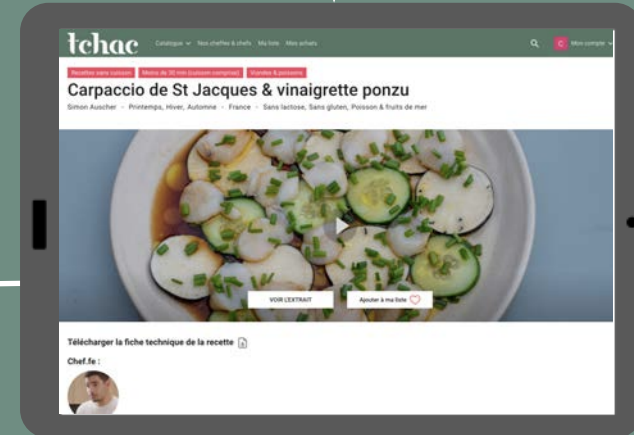 tchac
Catalogue Nos cheffes & chefs Ma liste Mes achats C Mon compte
Recettes sans cuisson Moins de 30 mn (cuisson comprise) Viandes & poissons
Carpaccio de St Jacques & vinaigrette ponzu
Simon Auscher - Printemps, Hiver, Automne - France - Sans lactose, Sans gluten, Poisson & fruits de mer
VOIR L'EXTRAIT Ajouter à ma liste
Télécharger la fiche technique de la recette
Chef.fe :